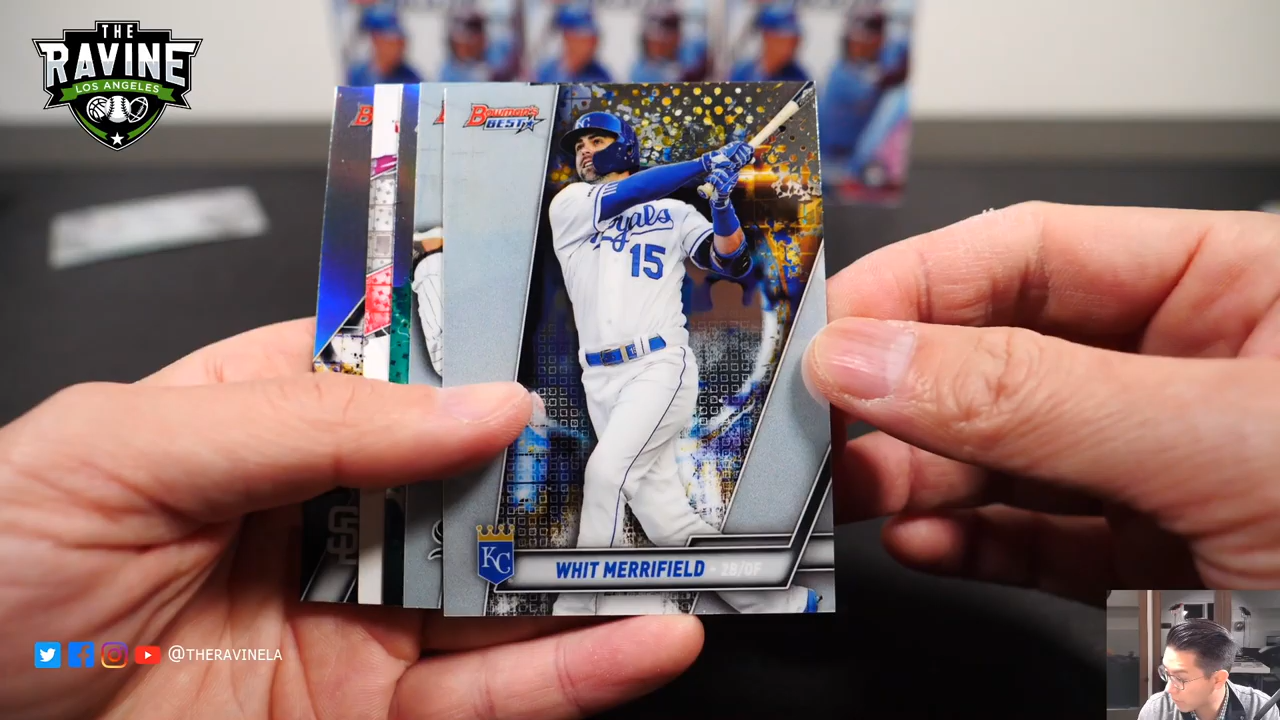 THE
RAVINE
LOS ANGELES
BOWMAN'S
BEST
Royals
15
KC
WHIT MERRIFIELD • 2B/OF
@THERAVINELA